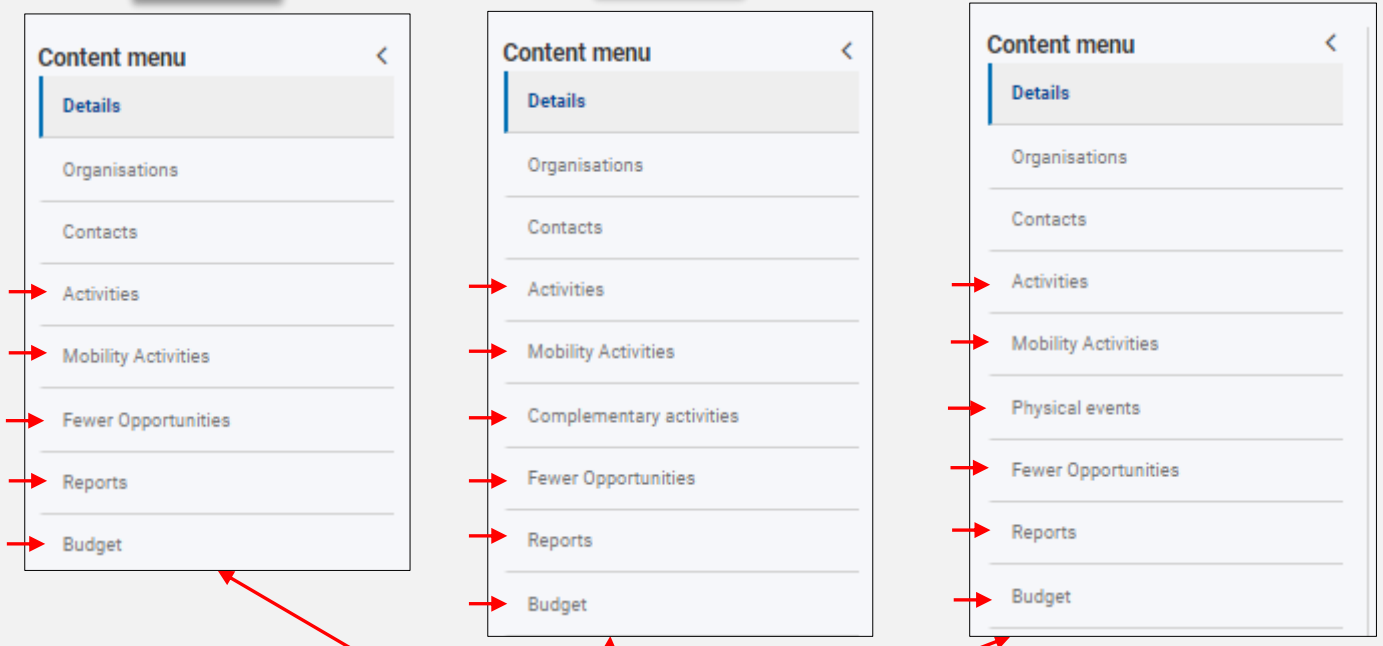 Content menu
Details
Organisations
Contacts
Activities
Mobility Activities
Fewer Opportunities
Reports
Budget
Content menu
Details
Organisations
Contacts
Activities
Mobility Activities
Complementary activities
Fewer Opportunities
Reports
Budget
Content menu
Details
Organisations
Contacts
Activities
Mobility Activities
Physical events
Fewer Opportunities
Reports
Budget